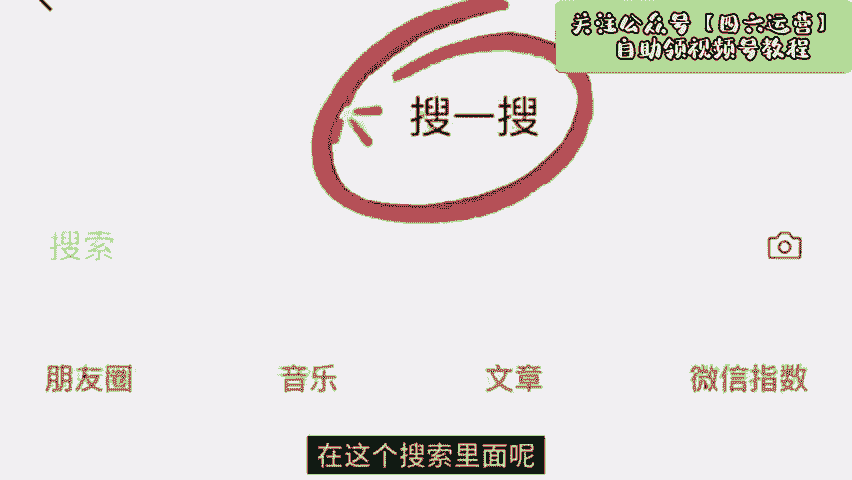 关注公众号【四六运营】
自助领视频号教程
搜一搜
搜索
朋友圈 音乐 文章 微信指数
在这个搜索里面呢